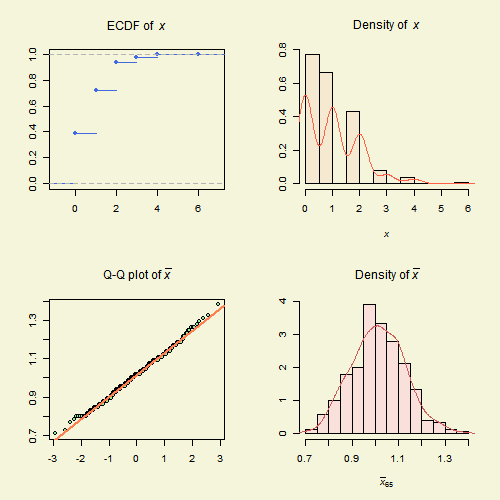 ECDF of x
Density of x
0.0 0.2 0.4 0.6 0.8 1.0
0 2 4 6
0.0 0.2 0.4 0.6 0.8
0 1 2 3 4 5 6
x
Q-Q plot of x̅
Density of x̅
0.7 0.9 1.1 1.3
-3 -2 -1 0 1 2 3
0 1 2 3 4
0.7 0.9 1.1 1.3
x̅65